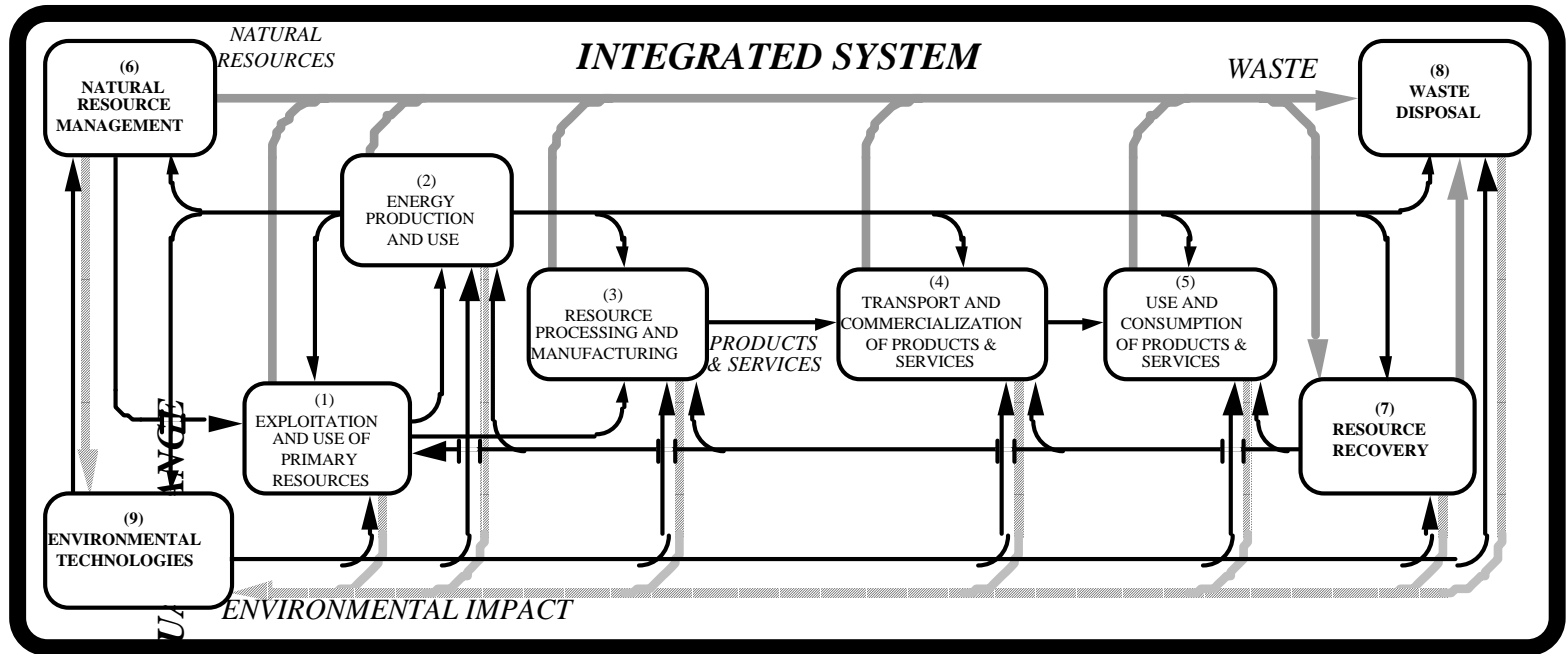 NATURAL
RESOURCES
INTEGRATED SYSTEM
WASTE
(6)
NATURAL
RESOURCE
MANAGEMENT
(8)
WASTE
DISPOSAL
(2)
ENERGY
PRODUCTION
AND USE
(3)
RESOURCE
PROCESSING AND
MANUFACTURING
PRODUCTS
& SERVICES
(4)
TRANSPORT AND
COMMERCIALIZATION
OF PRODUCTS &
SERVICES
(5)
USE AND
CONSUMPTION
OF PRODUCTS &
SERVICES
(1)
EXPLOITATION
AND USE OF
PRIMARY
RESOURCES
(7)
RESOURCE
RECOVERY
(9)
ENVIRONMENTAL
TECHNOLOGIES
ENVIRONMENTAL IMPACT